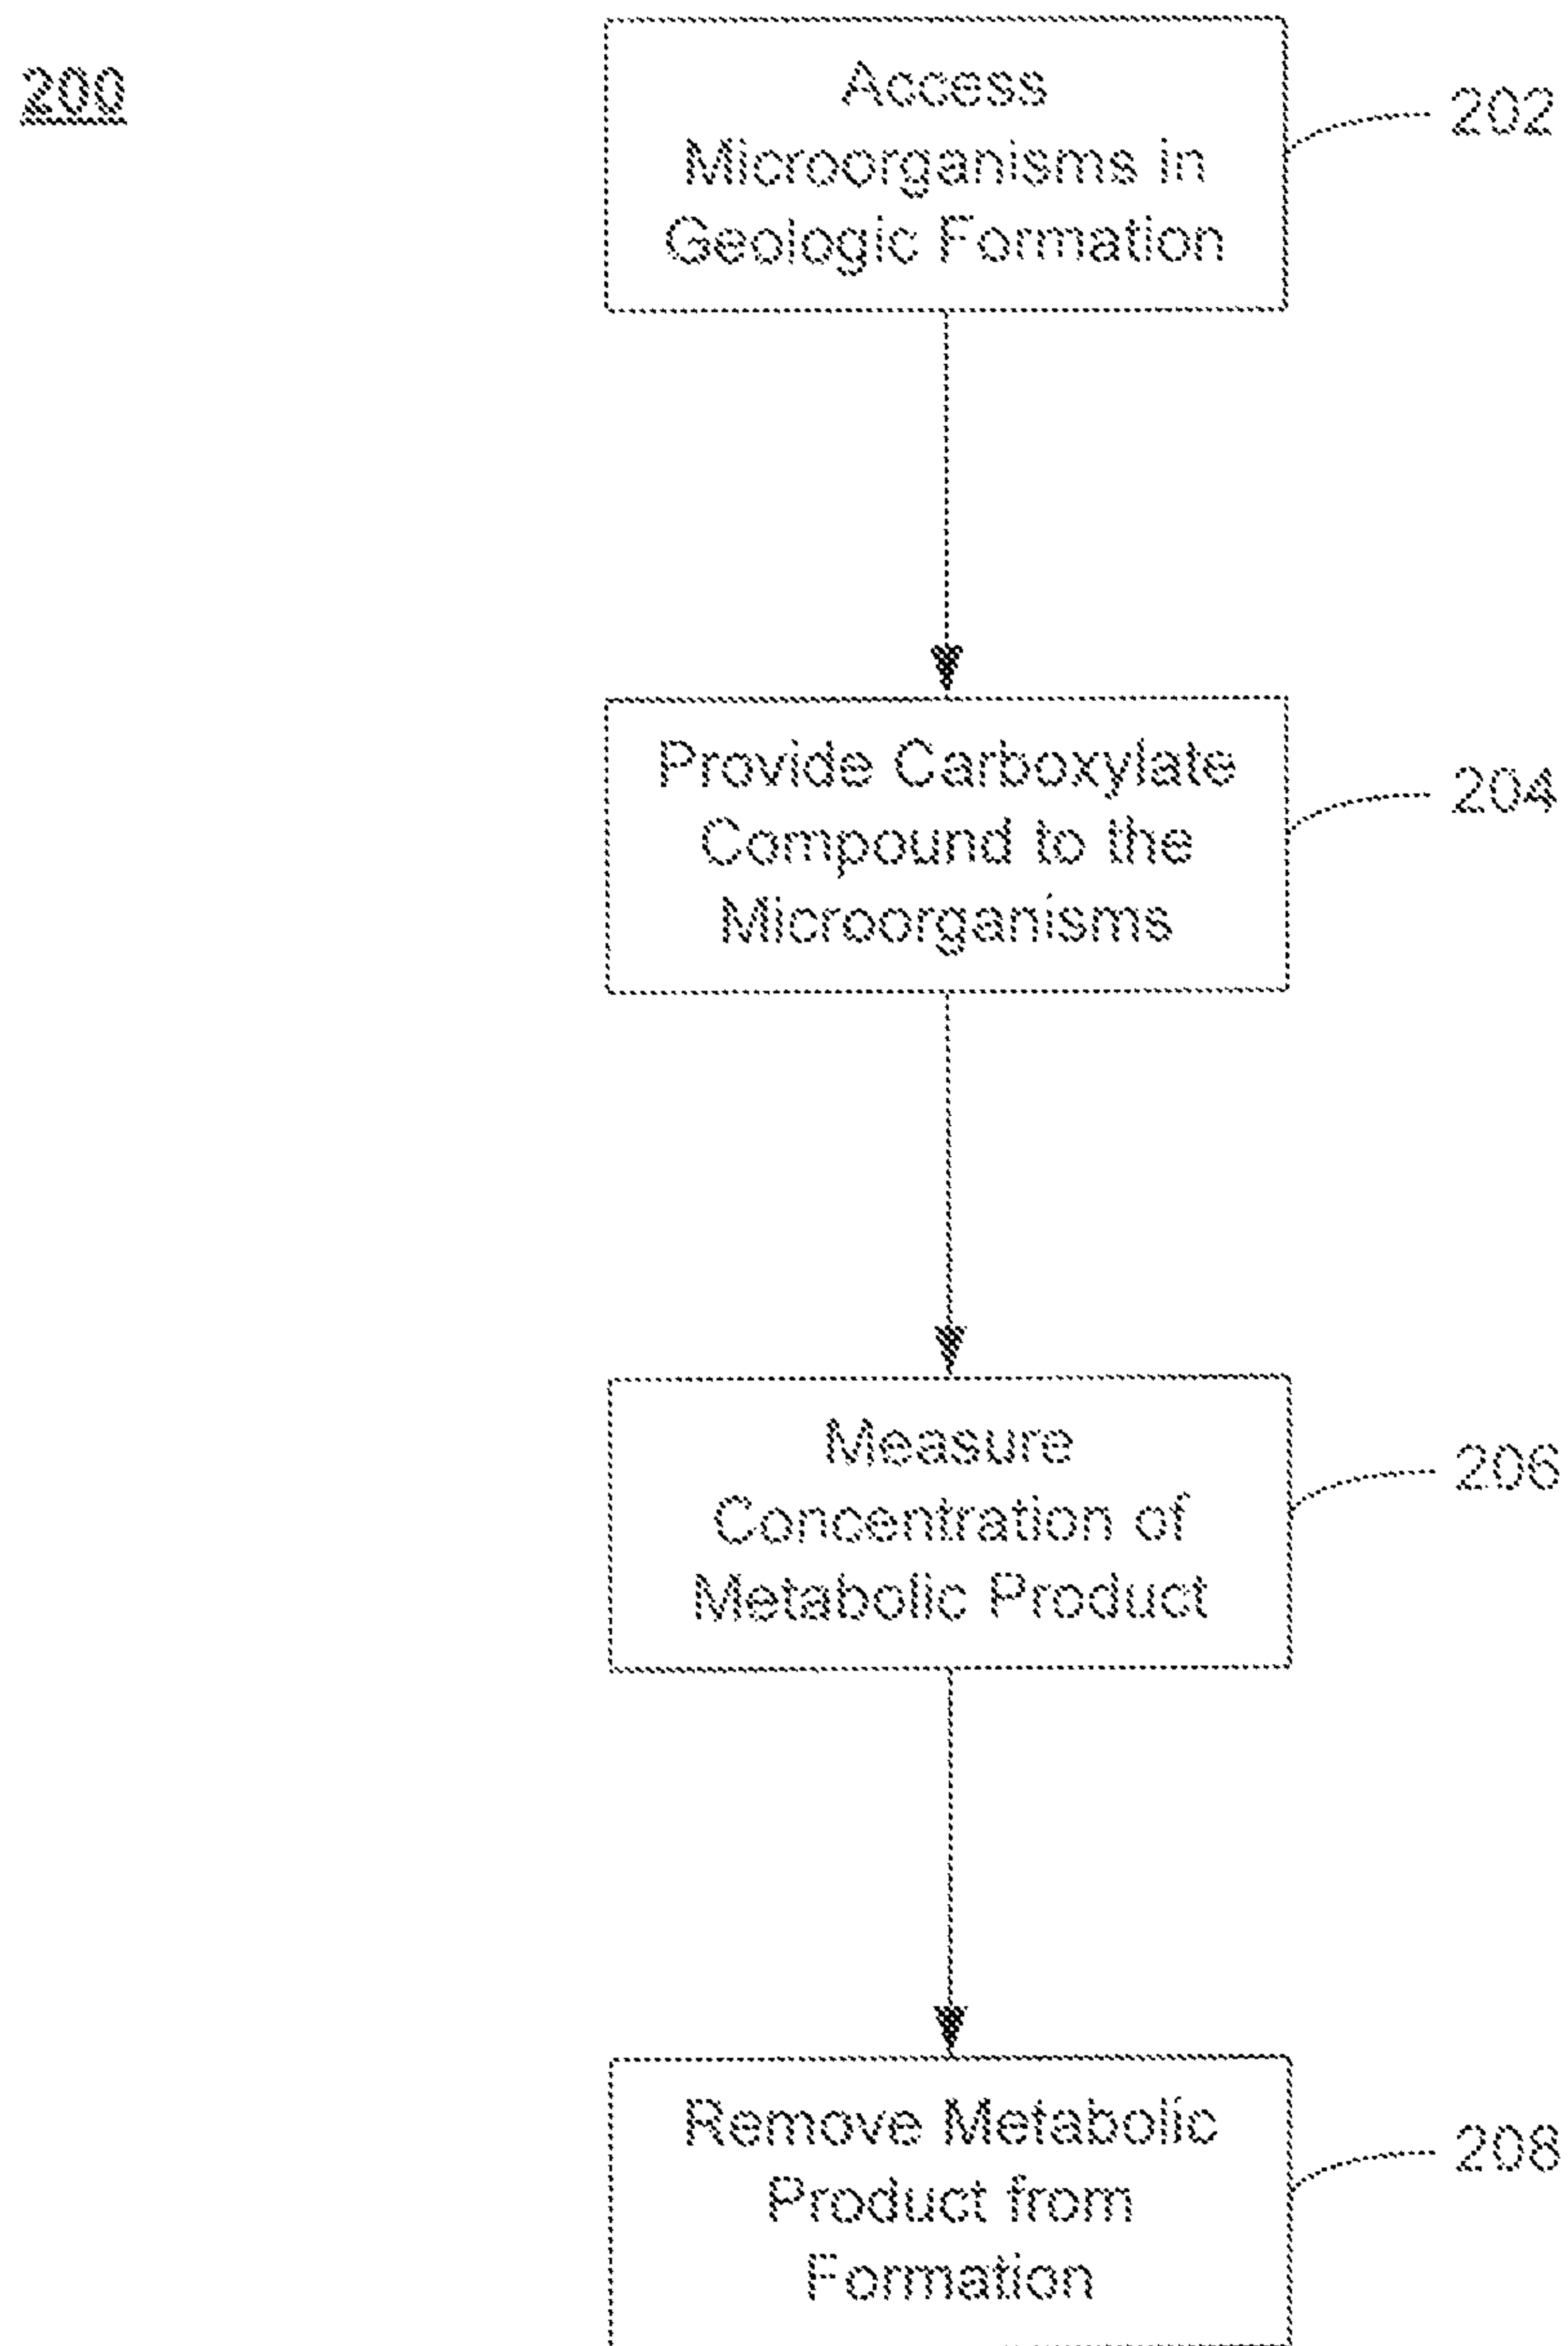 200
Access
Microorganisms in
Geologic Formation
202
Provide Carboxylate
Compound to the
Microorganisms
204
Measure
Concentration of
Metabolic Product
206
Remove Metabolic
Product from
Formation
208